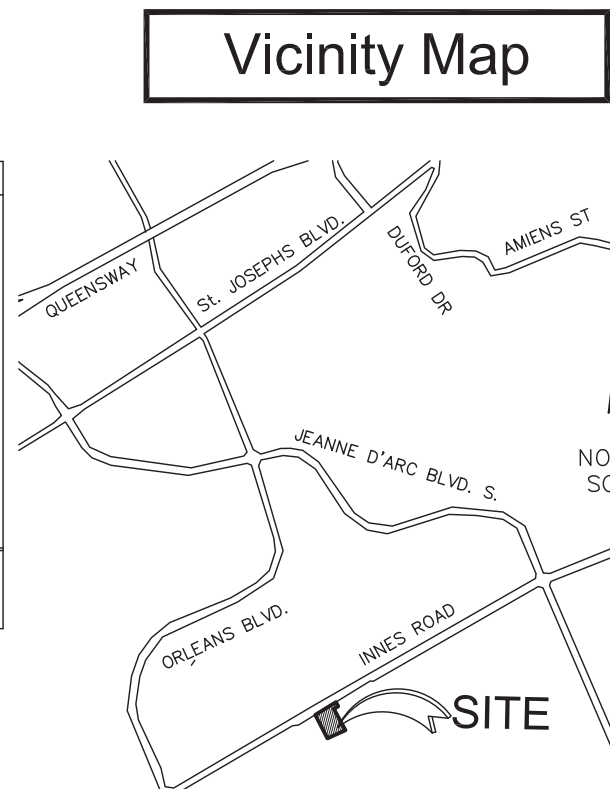 Vicinity Map
QUEENSWAY
St. JOSEPHS BLVD.
DUFORD DR
AMIENS ST
JEANNE D'ARC BLVD. S.
ORLEANS BLVD.
INNES ROAD
SITE